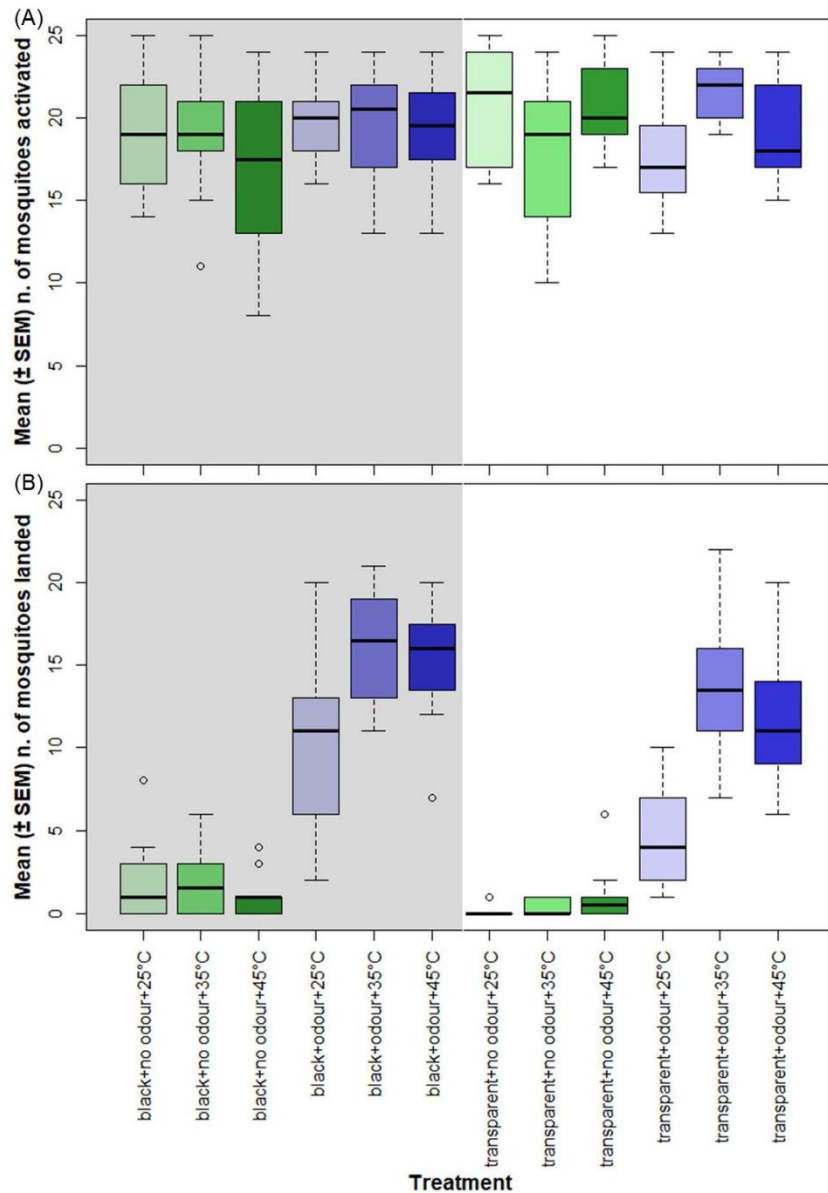 (A)
Mean (± SEM) n. of mosquitoes activated
25
20
15
10
5
0
(B)
Mean (± SEM) n. of mosquitoes landed
25
20
15
10
5
0
black+no odour+25°C
black+no odour+35°C
black+no odour+45°C
black+odour+25°C
black+odour+35°C
black+odour+45°C
transparent+no odour+25°C
transparent+no odour+35°C
transparent+no odour+45°C
transparent+odour+25°C
transparent+odour+35°C
transparent+odour+45°C
Treatment